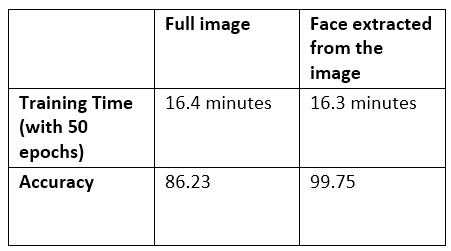 Full image
Face extracted
from the
image
Training Time
(with 50
epochs)
16.4 minutes
16.3 minutes
Accuracy
86.23
99.75